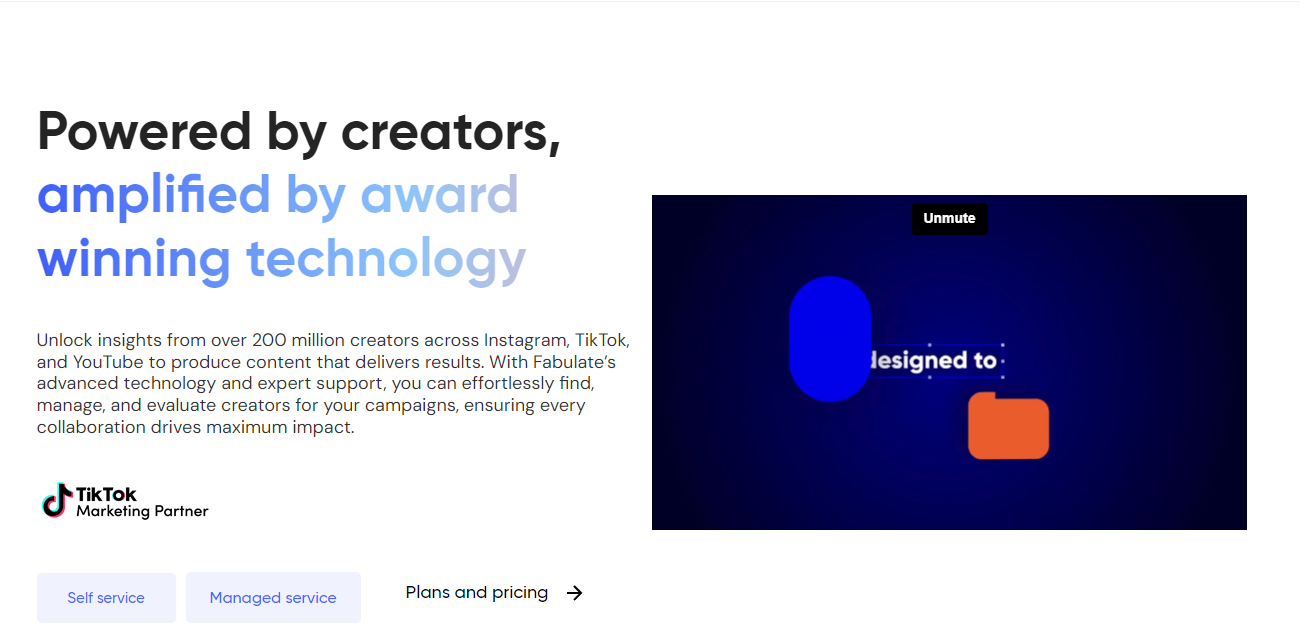 Powered by creators,
amplified by award
winning technology
Unlock insights from over 200 million creators across Instagram, TikTok,
and YouTube to produce content that delivers results. With Fabulate’s
advanced technology and expert support, you can effortlessly find,
manage, and evaluate creators for your campaigns, ensuring every
collaboration drives maximum impact.
TikTok
Marketing Partner
Self service
Managed service
Plans and pricing
Unmute
designed to